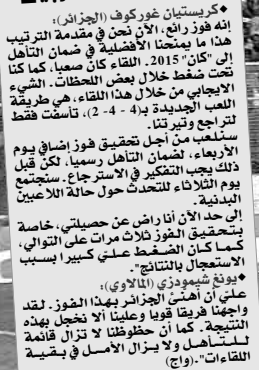 ♦كريستيان غوركوف (الجزائر):
إنه فوز رائع، الآن نحن في مقدمة الترتيب
هذا ما يمنحنا الأفضلية في ضمان التأهل
إلى "كان" 2015. اللقاء كان صعبا، كما كنا
تحت ضغط خلال بعض اللحظات. الشيء
الايجابي من خلال هذا اللقاء، هي طريقة
اللعب الجديدة بـ(4 - 4- 2)، تأسفت فقط
لتراجع وتيرتنا.
سنلعب من أجل تحقيق فوز إضافي يوم
الأربعاء، لضمان التأهل رسميا، لكن قبل
ذلك يجب التفكير في الاسترجاع. سنجتمع
يوم الثلاثاء للتحدث حول حالة اللاعبين
البدنية.
إلى حد الآن أنا راض عن حصيلتي، خاصة
بتحقيق الفوز ثلاث مرات على التوالي،
كما كان الضغط علي كبيرا بسبب
الاستعجال بالنتائج".
♦يونغ شيمودزي (المالاوي):
علي أن أهنئ الجزائر بهذا الفوز. لقد
واجهنا فريقا قويا وعلينا ألا نخجل بهذه
النتيجة. كما أن حظوظنا لا تزال قائمة
للتأهل ولا يزال الأمل في بقية
اللقاءات".(واج)